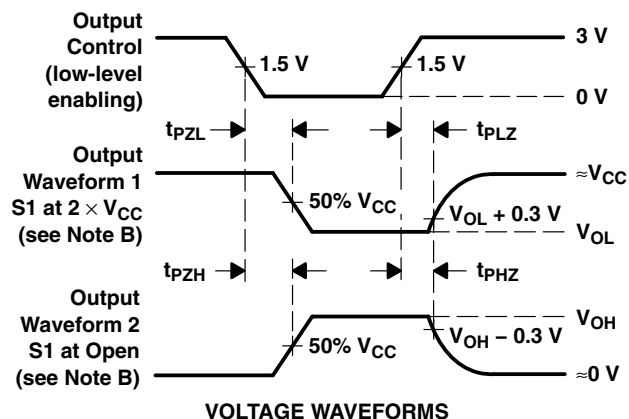 Output
Control
(low-level
enabling)
1.5 V
1.5 V
3 V
0 V
tPZL
tPLZ
Output
Waveform 1
S1 at 2 × VCC
(see Note B)
50% VCC
VOL + 0.3 V
≈VCC
VOL
tPZH
tPHZ
Output
Waveform 2
S1 at Open
(see Note B)
50% VCC
VOH − 0.3 V
VOH
≈0 V
VOLTAGE WAVEFORMS